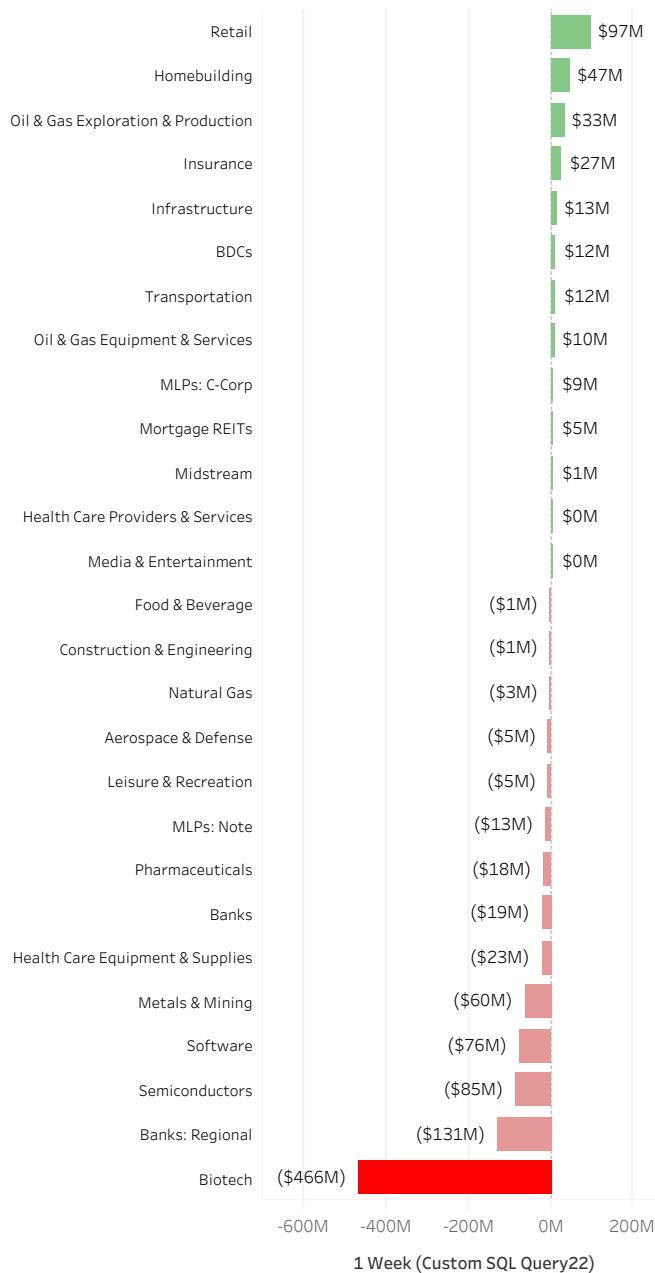 Retail $97M
Homebuilding $47M
Oil & Gas Exploration & Production $33M
Insurance $27M
Infrastructure $13M
BDCs $12M
Transportation $12M
Oil & Gas Equipment & Services $10M
MLPs: C-Corp $9M
Mortgage REITs $5M
Midstream $1M
Health Care Providers & Services $0M
Media & Entertainment $0M
Food & Beverage ($1M)
Construction & Engineering ($1M)
Natural Gas ($3M)
Aerospace & Defense ($5M)
Leisure & Recreation ($5M)
MLPs: Note ($13M)
Pharmaceuticals ($18M)
Banks ($19M)
Health Care Equipment & Supplies ($23M)
Metals & Mining ($60M)
Software ($76M)
Semiconductors ($85M)
Banks: Regional ($131M)
Biotech ($466M)
-600M -400M -200M 0M 200M
1 Week (Custom SQL Query22)